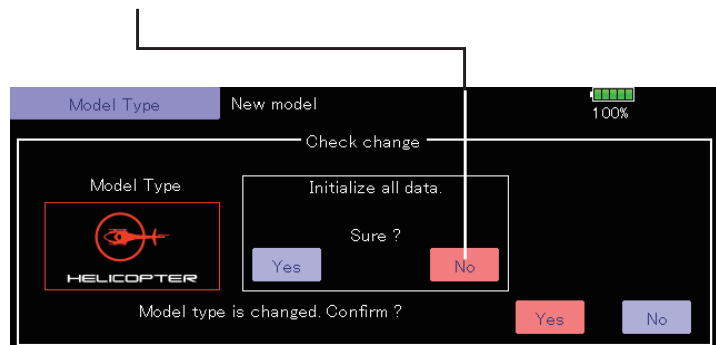 Model Type New model
100%
Check change
Model Type
Initialize all data.
Sure ?
HELICOPTER
Yes No
Model type is changed. Confirm ?
Yes No